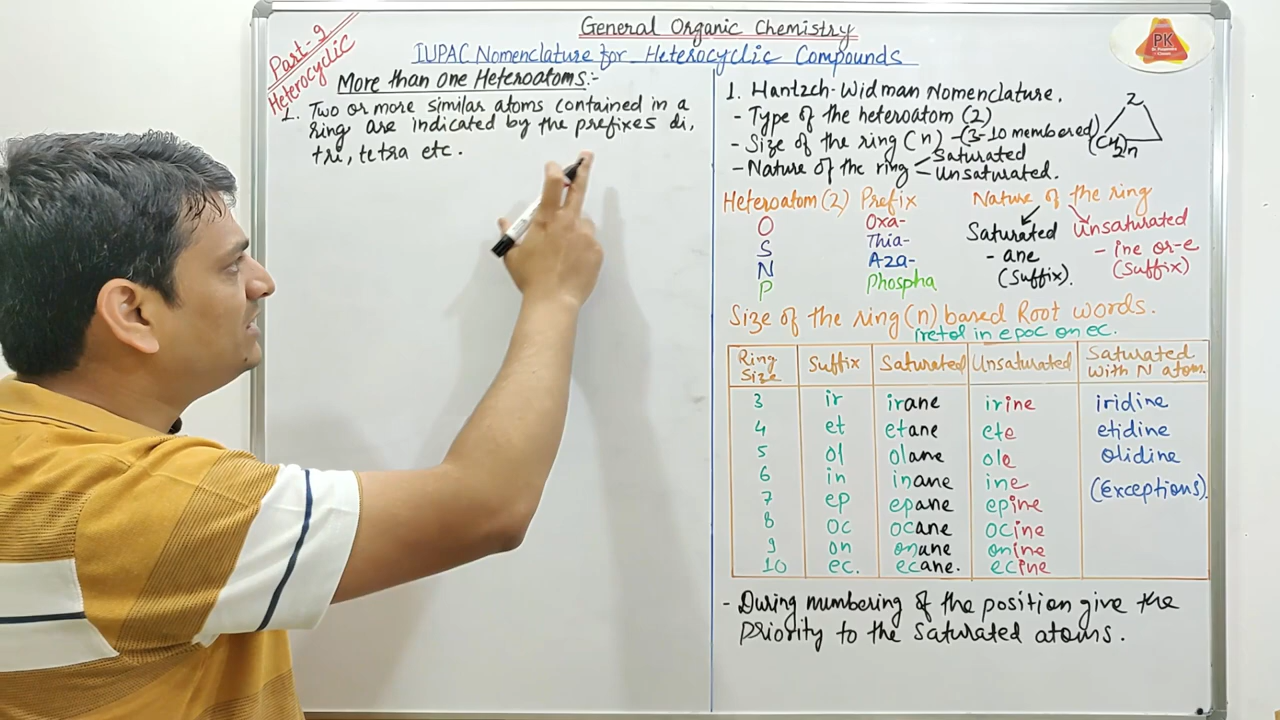 General Organic Chemistry
IUPAC Nomenclature for Heterocyclic Compounds
Part-9
Heterocyclic
More than one Heteroatoms:-
1. Two or more similar atoms contained in a
ring are indicated by the prefixes di,
tri, tetra etc.
PK
1. Hantzch-Widman Nomenclature.
- Type of the heteroatom (Z)
- Size of the ring (n) - (3-10 membered)
- Nature of the ring - Saturated
- Unsaturated.
Z
(CH2)n
Heteroatom (Z) Prefix Nature of the ring
O Oxa-
S Thia-
N Aza-
P Phospha
Saturated
- ane
(Suffix).
Unsaturated
- ine or -e
(Suffix)
Size of the ring (n) based Root words.
iretol in epoc on ec.
Ring Size Suffix Saturated Unsaturated Saturated with N atom.
3 ir irane irine iridine
4 et etane ete etidine
5 ol olane ole olidine
6 in inane ine (exceptions).
7 ep epane epine
8 oc ocane ocine
9 on onane onine
10 ec. ecane. ecine
- During numbering of the position give the
priority to the saturated atoms.